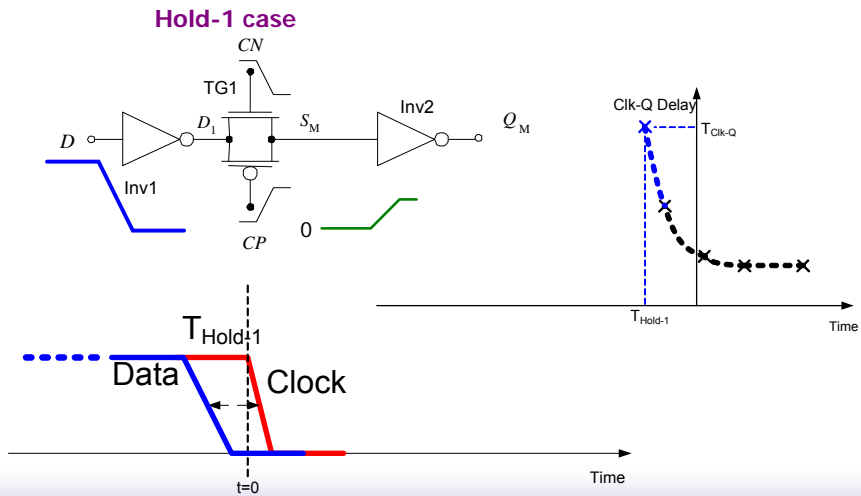 Hold-1 case
CN
TG1
Inv2
D
D1
SM
QM
Inv1
0
CP
Clk-Q Delay
TClk-Q
THold-1
Time
THold-1
Data
Clock
Time
t=0